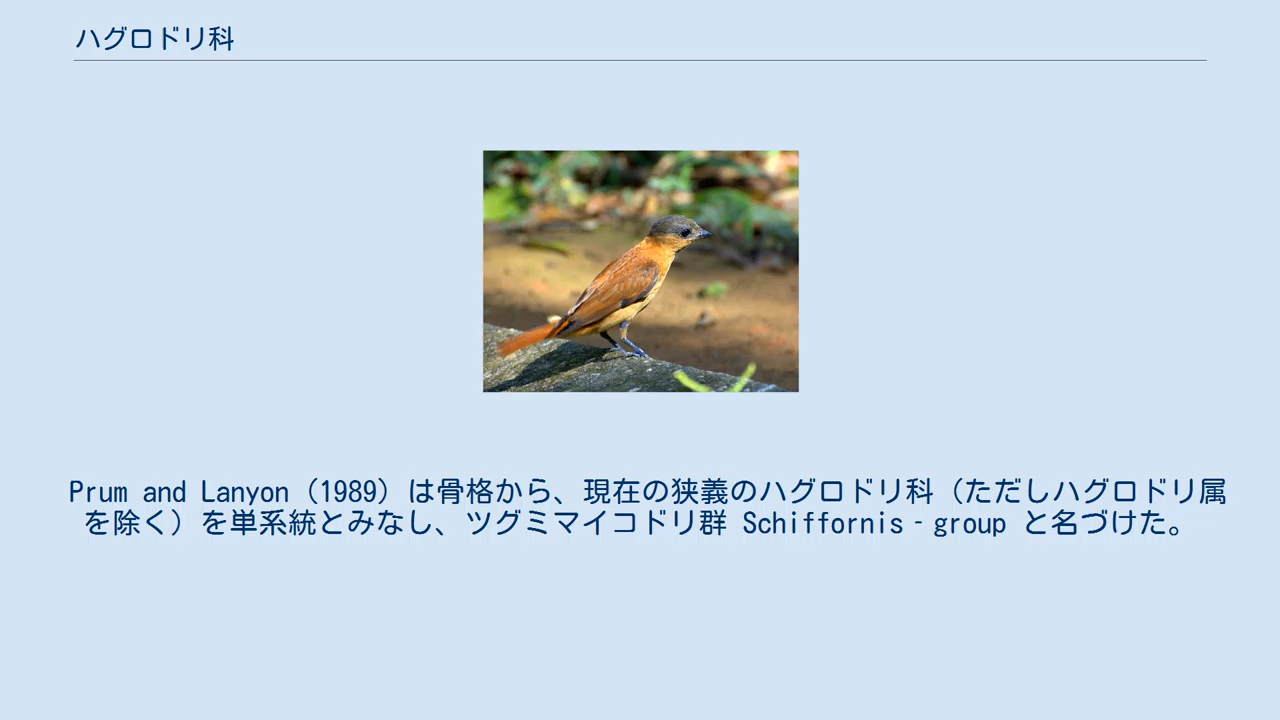 ハグロドリ科
Prum and Lanyon（1989）は骨格から、現在の狭義のハグロドリ科（ただしハグロドリ属
を除く）を単系統とみなし、ツグミマイコドリ群 Schiffornis‐group と名づけた。